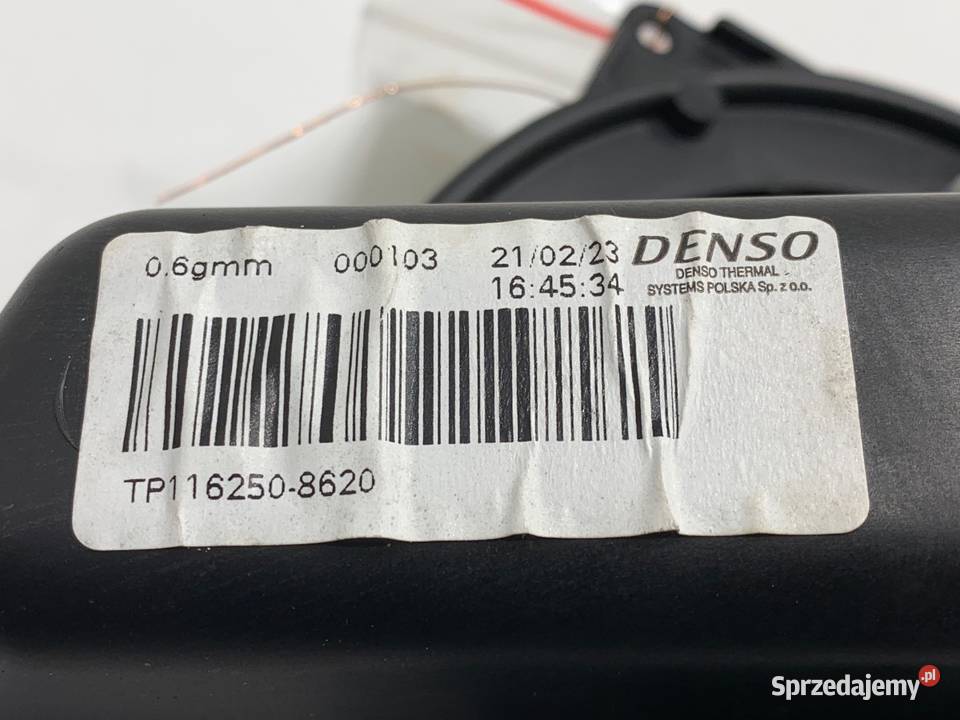 0.6gmm 000103 21/02/23 DENSO
16:45:34 DENSO THERMAL
SYSTEMS POLSKA Sp. z o.o.
TP116250-8620
Sprzedajemy.pl